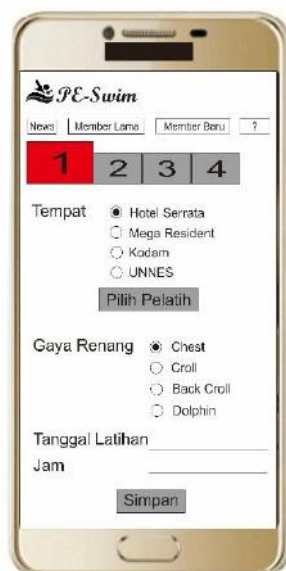 PE-Swim
News Member Lama Member Baru ?
1 2 3 4
Tempat Hotel Serrata
Mega Resident
Kodam
UNNES
Pilih Pelatih
Gaya Renang Chest
Croll
Back Croll
Dolphin
Tanggal Latihan
Jam
Simpan